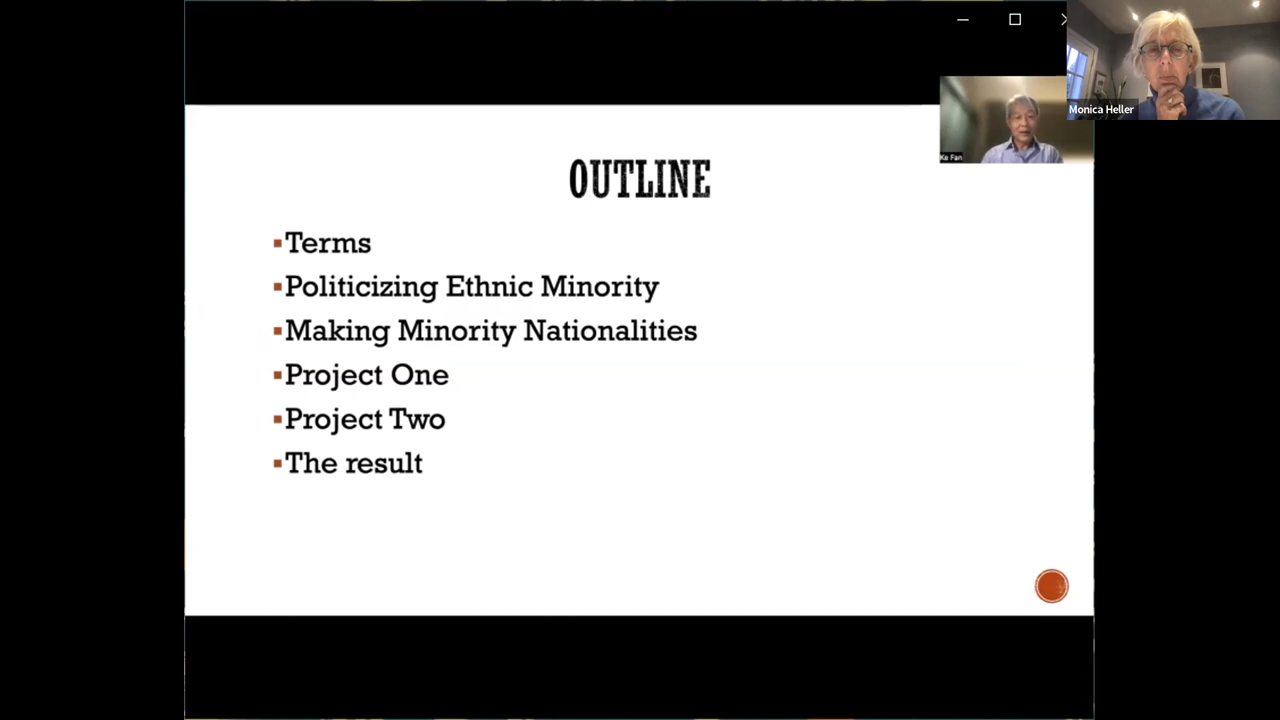 Monica Heller
Ke Fan
OUTLINE
Terms
Politicizing Ethnic Minority
Making Minority Nationalities
Project One
Project Two
The result